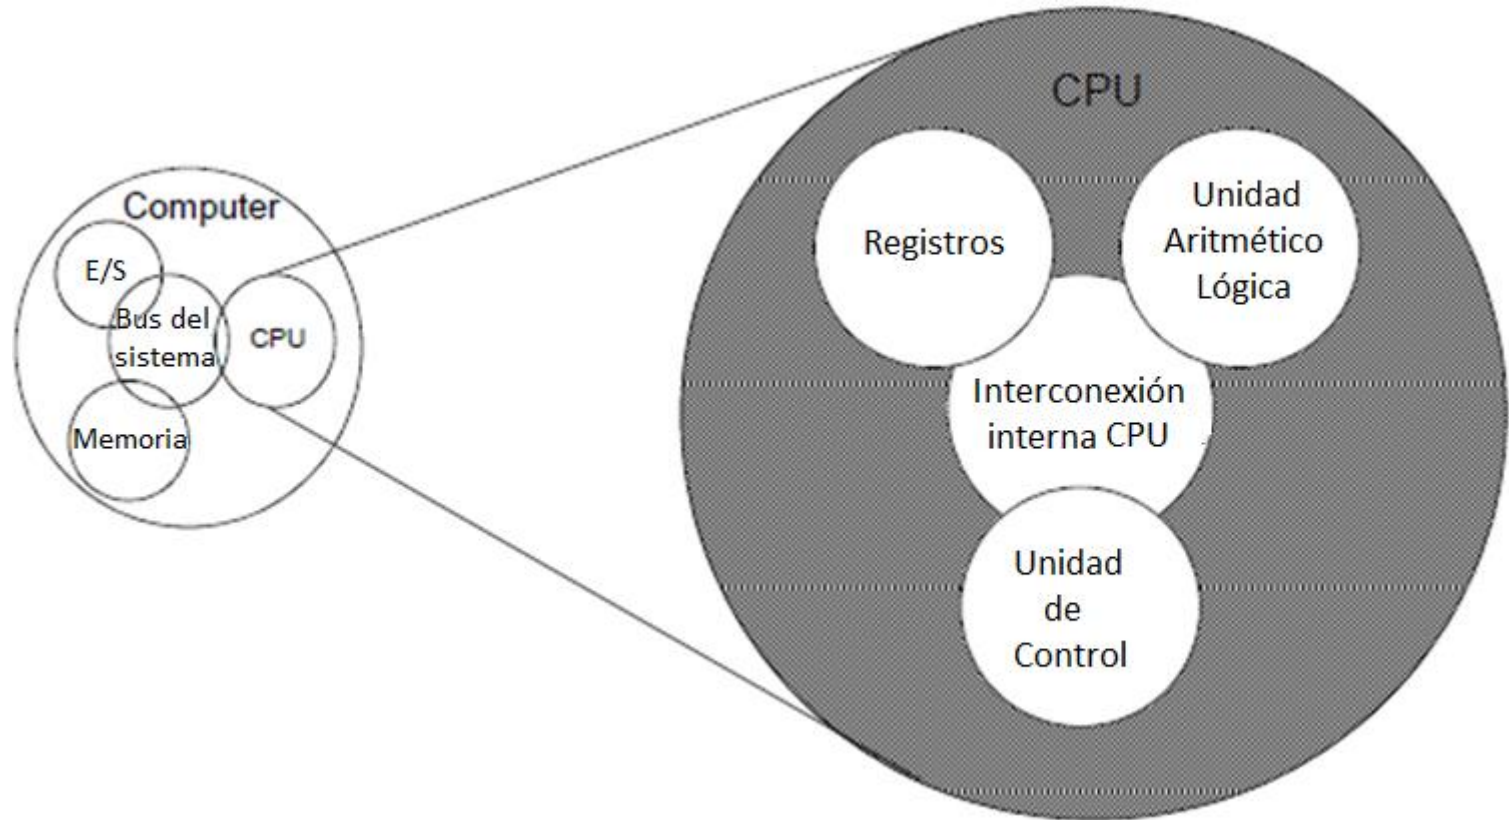 Computer
E/S
Bus del
sistema
CPU
Memoria
CPU
Registros
Unidad
Aritmético
Lógica
Interconexión
interna CPU
Unidad
de
Control